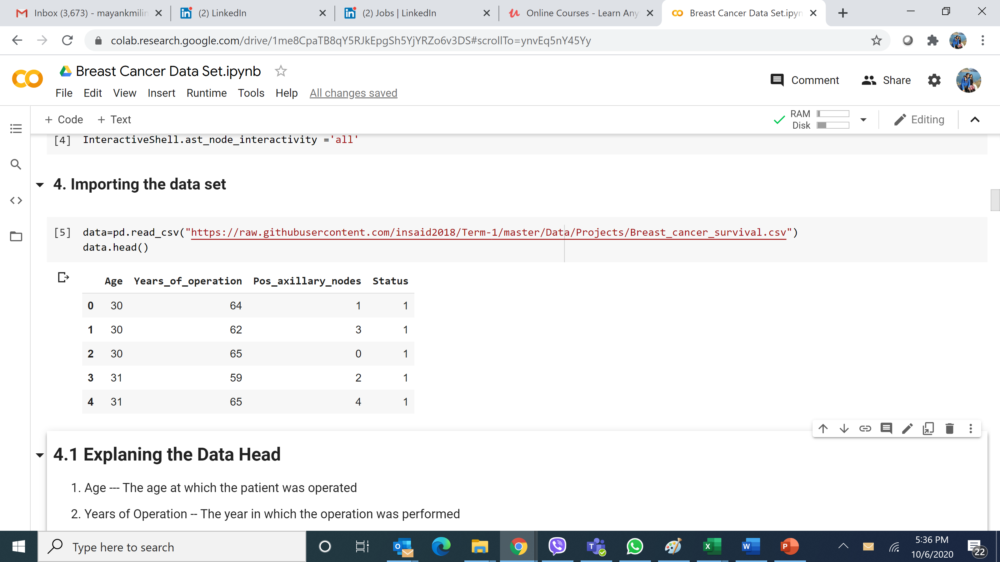 Inbox (3,673) - mayankmilin
(2) LinkedIn
(2) Jobs | LinkedIn
Online Courses - Learn Any
Breast Cancer Data Set.ipyn
colab.research.google.com/drive/1me8CpaTB8qY5RJkEpgSh5YjYRZo6v3DS#scrollTo=ynvEq5nY45Yy
Breast Cancer Data Set.ipynb
Comment Share
File Edit View Insert Runtime Tools Help All changes saved
+ Code + Text
RAM
Disk
Editing
[4] InteractiveShell.ast_node_interactivity ='all'
4. Importing the data set
[5] data=pd.read_csv("https://raw.githubusercontent.com/insaid2018/Term-1/master/Data/Projects/Breast_cancer_survival.csv")
data.head()
Age Years_of_operation Pos_axillary_nodes Status
0 30 64 1 1
1 30 62 3 1
2 30 65 0 1
3 31 59 2 1
4 31 65 4 1
4.1 Explaning the Data Head
1. Age --- The age at which the patient was operated
2. Years of Operation -- The year in which the operation was performed
Type here to search
5:36 PM
10/6/2020
22